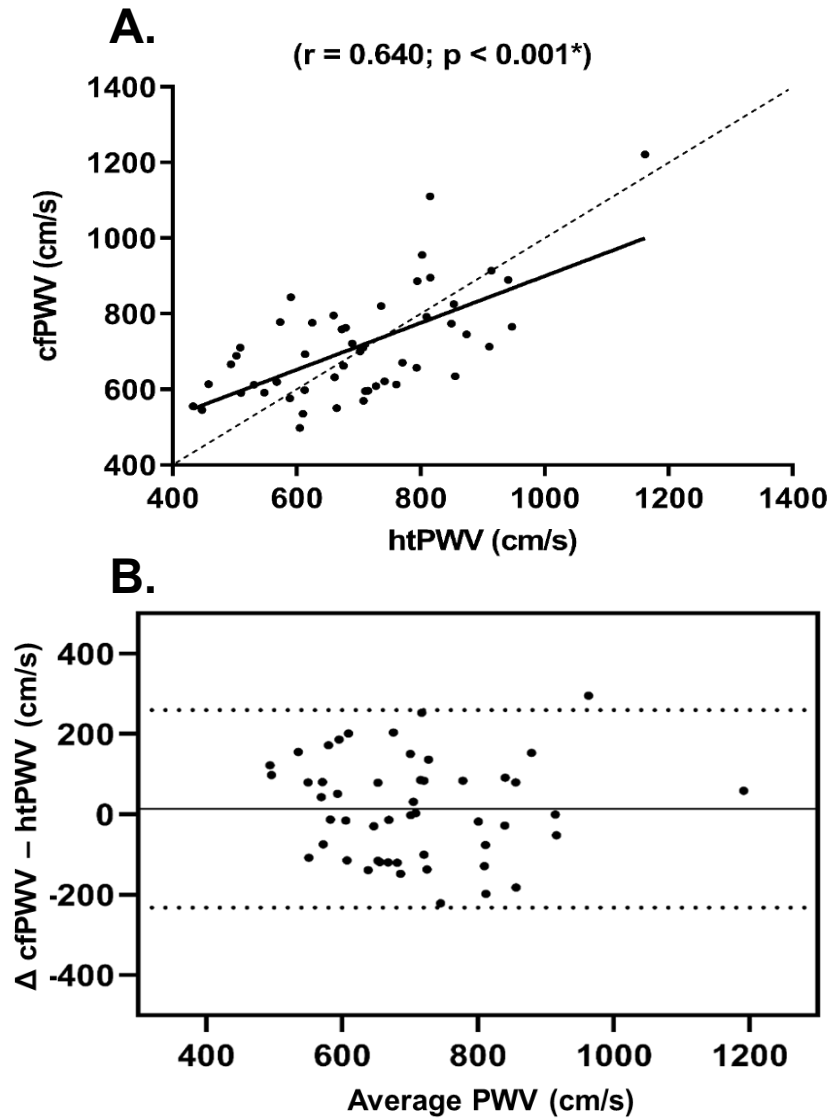 A.
(r = 0.640; p < 0.001*)
1400
1200
1000
800
600
400
cfPWV (cm/s)
400 600 800 1000 1200 1400
htPWV (cm/s)
B.
400
200
0
-200
-400
Δ cfPWV – htPWV (cm/s)
400 600 800 1000 1200
Average PWV (cm/s)